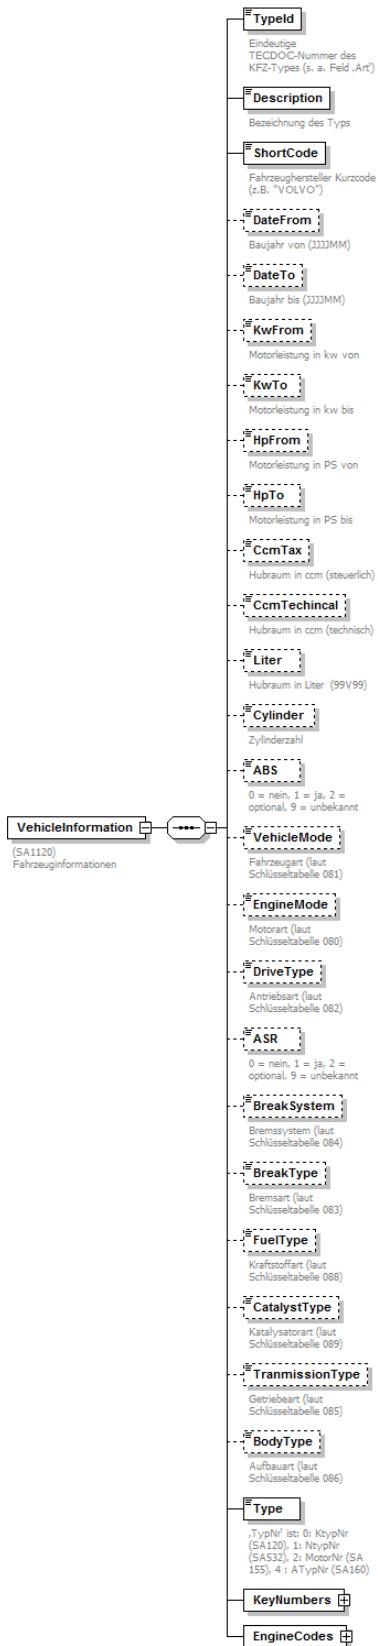 TypeId
Eindeutige
TECDOC-Nummer des
KFZ-Types (s. a. Feld ‚Art')
Description
Bezeichnung des Typs
ShortCode
Fahrzeughersteller Kurzcode
(z.B. "VOLVO")
DateFrom
Baujahr von (JJJJMM)
DateTo
Baujahr bis (JJJJMM)
KwFrom
Motorleistung in kw von
KwTo
Motorleistung in kw bis
HpFrom
Motorleistung in PS von
HpTo
Motorleistung in PS bis
CcmTax
Hubraum in ccm (steuerlich)
CcmTechincal
Hubraum in ccm (technisch)
Liter
Hubraum in Liter (99V99)
Cylinder
Zylinderzahl
ABS
0 = nein, 1 = ja, 2 =
optional, 9 = unbekannt
VehicleInformation
(SA1120)
Fahrzeuginformationen
VehicleMode
Fahrzeugart (laut
Schlüsseltabelle 081)
EngineMode
Motorart (laut
Schlüsseltabelle 080)
DriveType
Antriebsart (laut
Schlüsseltabelle 082)
ASR
0 = nein, 1 = ja, 2 =
optional, 9 = unbekannt
BreakSystem
Bremssystem (laut
Schlüsseltabelle 084)
BreakType
Bremsart (laut
Schlüsseltabelle 083)
FuelType
Kraftstoffart (laut
Schlüsseltabelle 088)
CatalystType
Katalysatorart (laut
Schlüsseltabelle 089)
TranmissionType
Getriebeart (laut
Schlüsseltabelle 085)
BodyType
Aufbauart (laut
Schlüsseltabelle 086)
Type
‚TypNr' ist: 0: KtypNr
(SA120), 1: NtypNr
(SA532), 2: MotorNr (SA
155), 4 : ATypNr (SA160)
KeyNumbers
EngineCodes